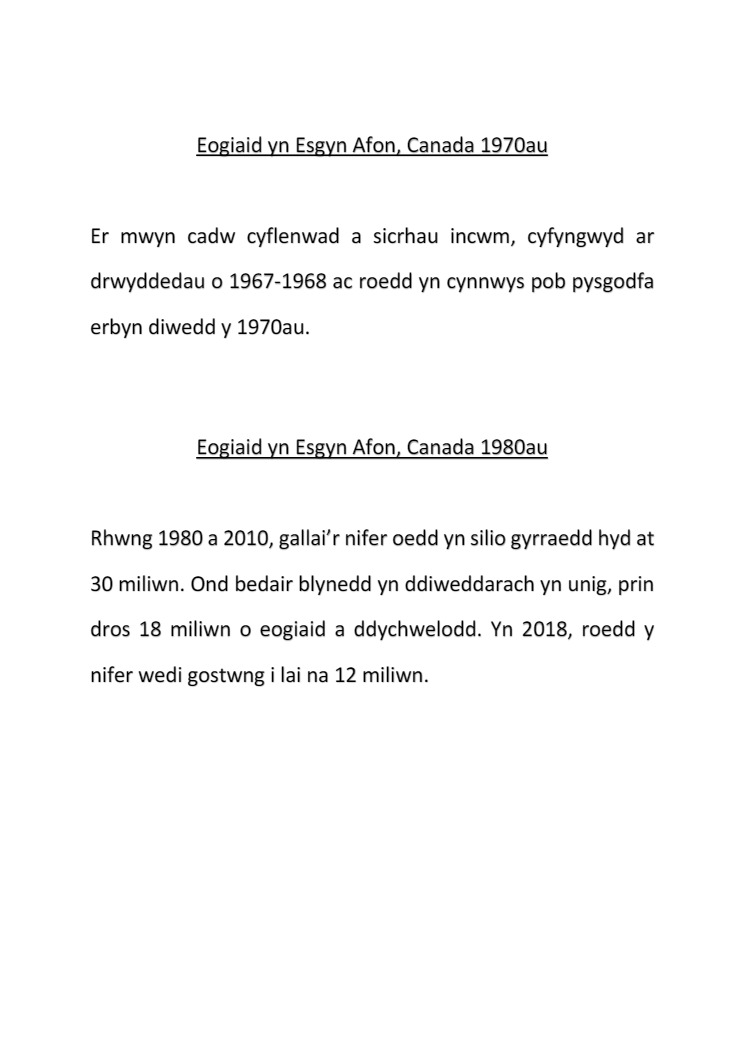 Eogiaid yn Esgyn Afon, Canada 1970au
Er mwyn cadw cyflenwad a sicrhau incwm, cyfyngwyd ar
drwyddedau o 1967-1968 ac roedd yn cynnwys pob pysgodfa
erbyn diwedd y 1970au.
Eogiaid yn Esgyn Afon, Canada 1980au
Rhwng 1980 a 2010, gallai’r nifer oedd yn silio gyrraedd hyd at
30 miliwn. Ond bedair blynedd yn ddiweddarach yn unig, prin
dros 18 miliwn o eogiaid a ddychwelodd. Yn 2018, roedd y
nifer wedi gostwng i lai na 12 miliwn.